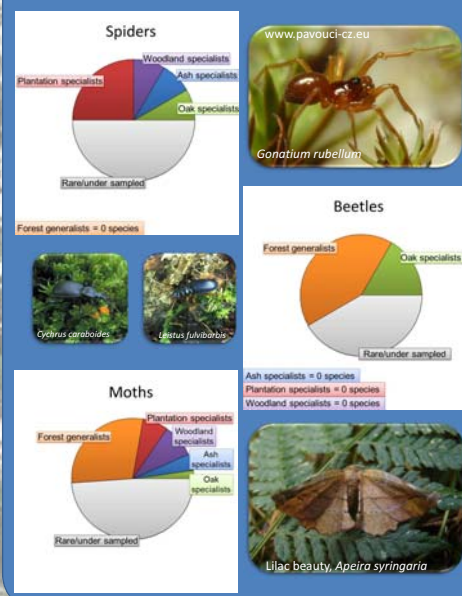 Spiders
Woodland specialists
Plantation specialists
Ash specialists
Oak specialists
Rare/under sampled
Forest generalists = 0 species
www.pavouci-cz.eu
Gonatium rubellum
Beetles
Forest generalists
Oak specialists
Rare/under sampled
Ash specialists = 0 species
Plantation specialists = 0 species
Woodland specialists = 0 species
Cychrus caraboides
Leistus fulvibarbis
Moths
Plantation specialists
Forest generalists
Woodland
specialists
Ash
specialists
Oak
specialists
Rare/under sampled
Lilac beauty, Apeira syringaria